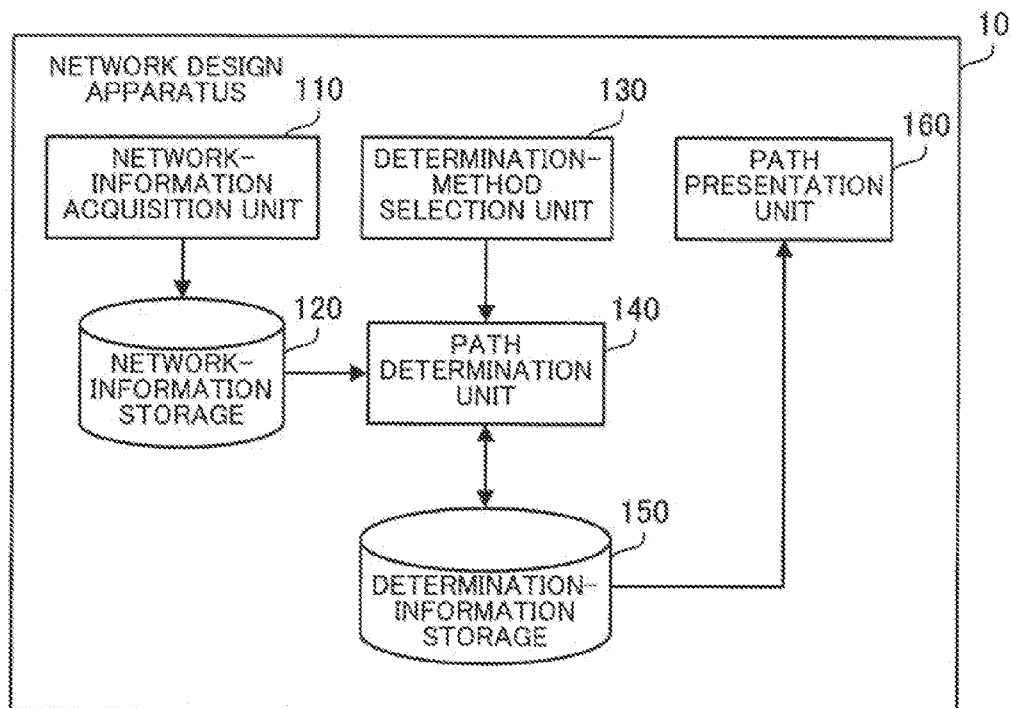 10
NETWORK DESIGN
APPARATUS
110
130
160
NETWORK-
INFORMATION
ACQUISITION UNIT
DETERMINATION-
METHOD
SELECTION UNIT
PATH
PRESENTATION
UNIT
120
NETWORK-
INFORMATION
STORAGE
140
PATH
DETERMINATION
UNIT
150
DETERMINATION-
INFORMATION
STORAGE